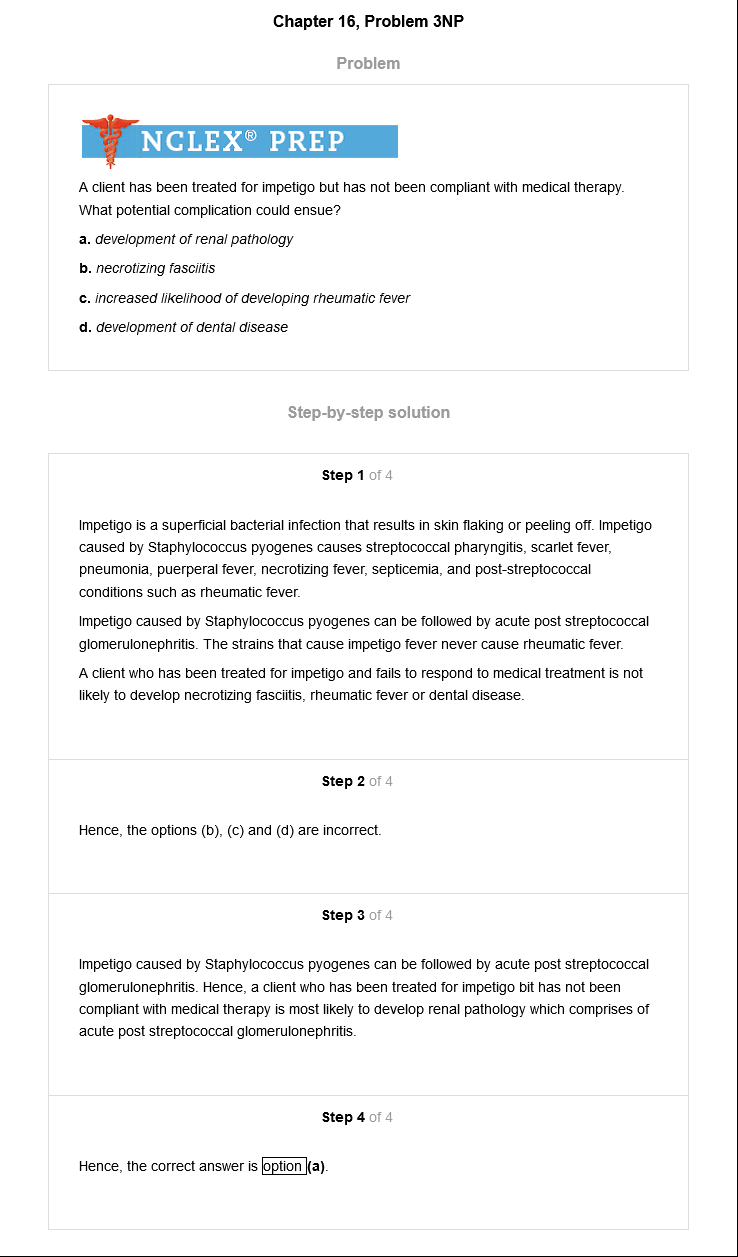 Chapter 16, Problem 3NP
Problem
NCLEX® PREP
A client has been treated for impetigo but has not been compliant with medical therapy.
What potential complication could ensue?
a. development of renal pathology
b. necrotizing fasciitis
c. increased likelihood of developing rheumatic fever
d. development of dental disease
Step-by-step solution
Step 1 of 4
Impetigo is a superficial bacterial infection that results in skin flaking or peeling off. Impetigo
caused by Staphylococcus pyogenes causes streptococcal pharyngitis, scarlet fever,
pneumonia, puerperal fever, necrotizing fever, septicemia, and post-streptococcal
conditions such as rheumatic fever.
Impetigo caused by Staphylococcus pyogenes can be followed by acute post streptococcal
glomerulonephritis. The strains that cause impetigo fever never cause rheumatic fever.
A client who has been treated for impetigo and fails to respond to medical treatment is not
likely to develop necrotizing fasciitis, rheumatic fever or dental disease.
Step 2 of 4
Hence, the options (b), (c) and (d) are incorrect.
Step 3 of 4
Impetigo caused by Staphylococcus pyogenes can be followed by acute post streptococcal
glomerulonephritis. Hence, a client who has been treated for impetigo bit has not been
compliant with medical therapy is most likely to develop renal pathology which comprises of
acute post streptococcal glomerulonephritis.
Step 4 of 4
Hence, the correct answer is option (a).